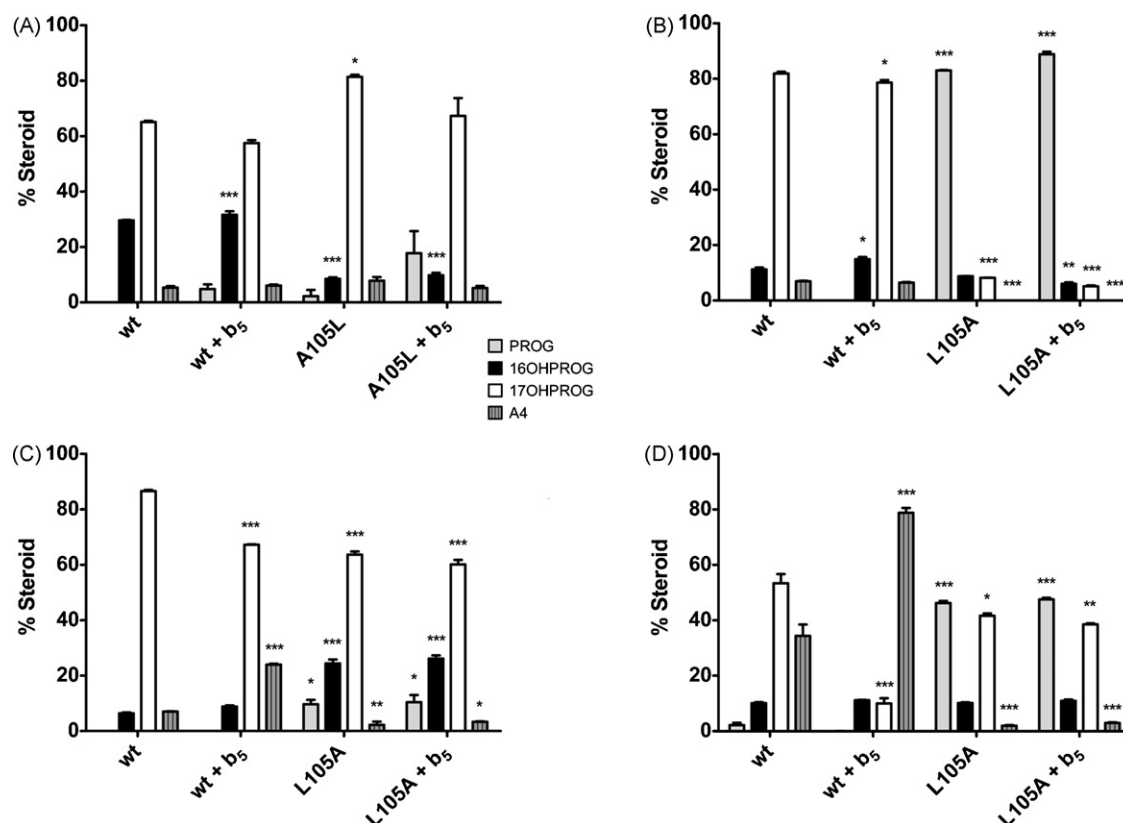 (A)
% Steroid
100
80
60
40
20
0
***
***
*
***
wt
wt + b5
A105L
A105L + b5
PROG
16OHPROG
17OHPROG
A4
(B)
% Steroid
100
80
60
40
20
0
*
*
***
***
***
***
**
***
***
wt
wt + b5
L105A
L105A + b5
(C)
% Steroid
100
80
60
40
20
0
***
***
*
***
***
**
*
***
***
*
wt
wt + b5
L105A
L105A + b5
(D)
% Steroid
100
80
60
40
20
0
***
***
***
*
***
***
**
***
wt
wt + b5
L105A
L105A + b5